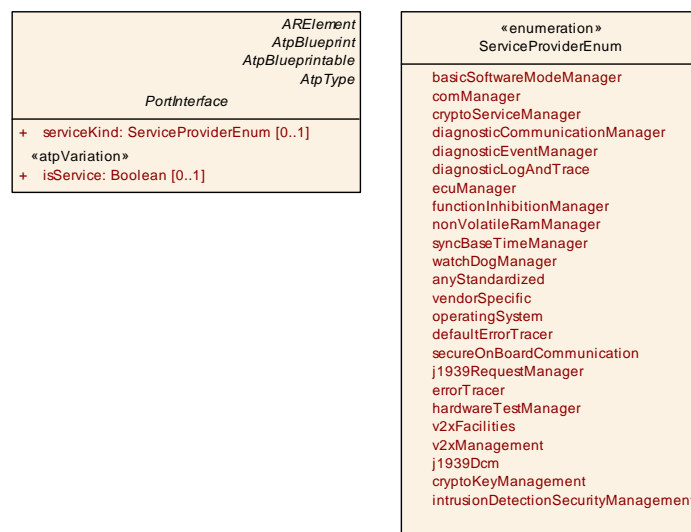 ARElement
AtpBlueprint
AtpBlueprintable
AtpType
PortInterface
+ serviceKind: ServiceProviderEnum [0..1]
«atpVariation»
+ isService: Boolean [0..1]
«enumeration»
ServiceProviderEnum
basicSoftwareModeManager
comManager
cryptoServiceManager
diagnosticCommunicationManager
diagnosticEventManager
diagnosticLogAndTrace
ecuManager
functionInhibitionManager
nonVolatileRamManager
syncBaseTimeManager
watchDogManager
anyStandardized
vendorSpecific
operatingSystem
defaultErrorTracer
secureOnBoardCommunication
j1939RequestManager
errorTracer
hardwareTestManager
v2xFacilities
v2xManagement
j1939Dcm
cryptoKeyManagement
intrusionDetectionSecurityManagement